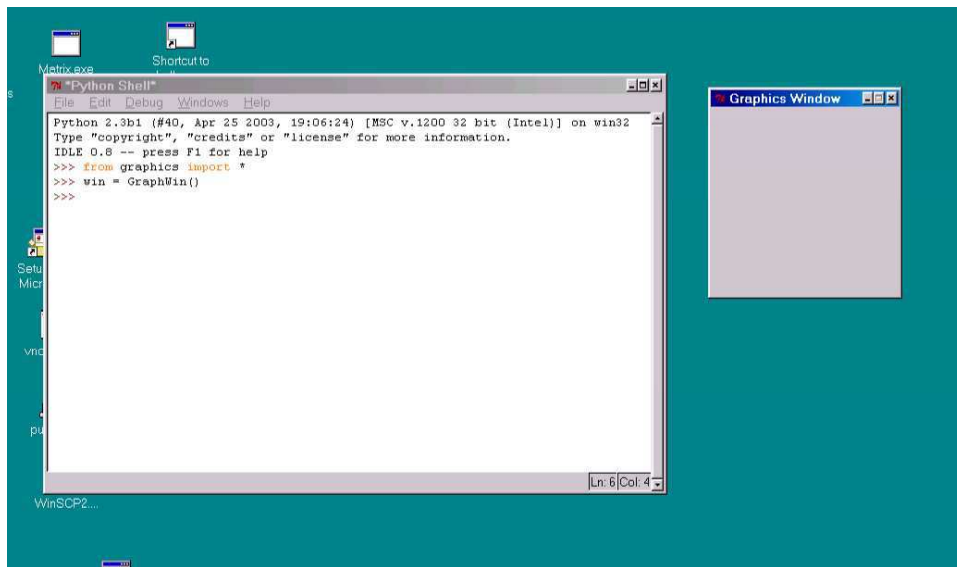 Matrix.exe
Shortcut to
s
*Python Shell*
File Edit Debug Windows Help
Python 2.3b1 (#40, Apr 25 2003, 19:06:24) [MSC v.1200 32 bit (Intel)] on win32
Type "copyright", "credits" or "license" for more information.
IDLE 0.8 -- press F1 for help
>>> from graphics import *
>>> win = GraphWin()
>>>
Ln: 6 Col: 4
Graphics Window
Setu
Micr
vnc
pu
WinSCP2....